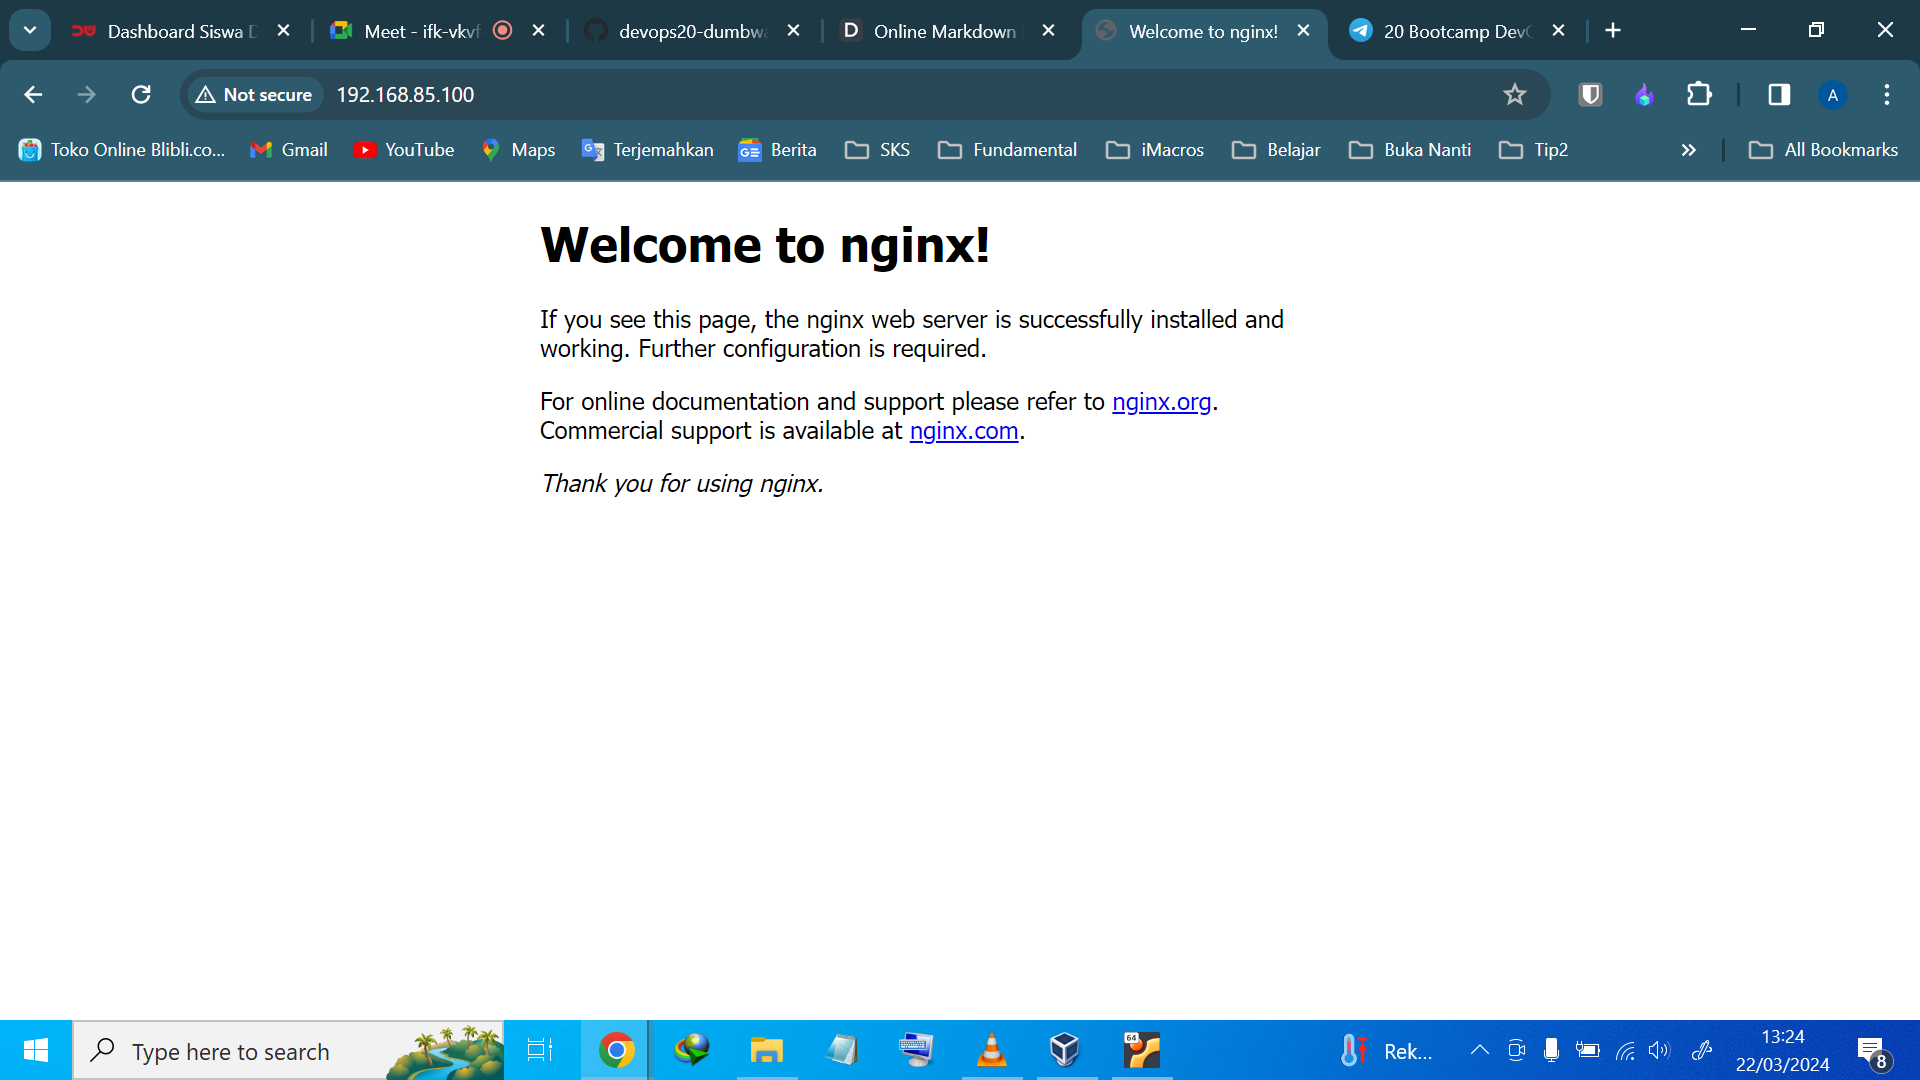 Dashboard Siswa D
Meet - ifk-vkvf
devops20-dumbwa
D
Online Markdown
Welcome to nginx!
20 Bootcamp DevO
Not secure
192.168.85.100
A
Toko Online Blibli.co...
Gmail
YouTube
Maps
Terjemahkan
Berita
SKS
Fundamental
iMacros
Belajar
Buka Nanti
Tip2
All Bookmarks
Welcome to nginx!
If you see this page, the nginx web server is successfully installed and
working. Further configuration is required.
For online documentation and support please refer to nginx.org.
Commercial support is available at nginx.com.
Thank you for using nginx.
Type here to search
64
Rek...
13:24
22/03/2024
8